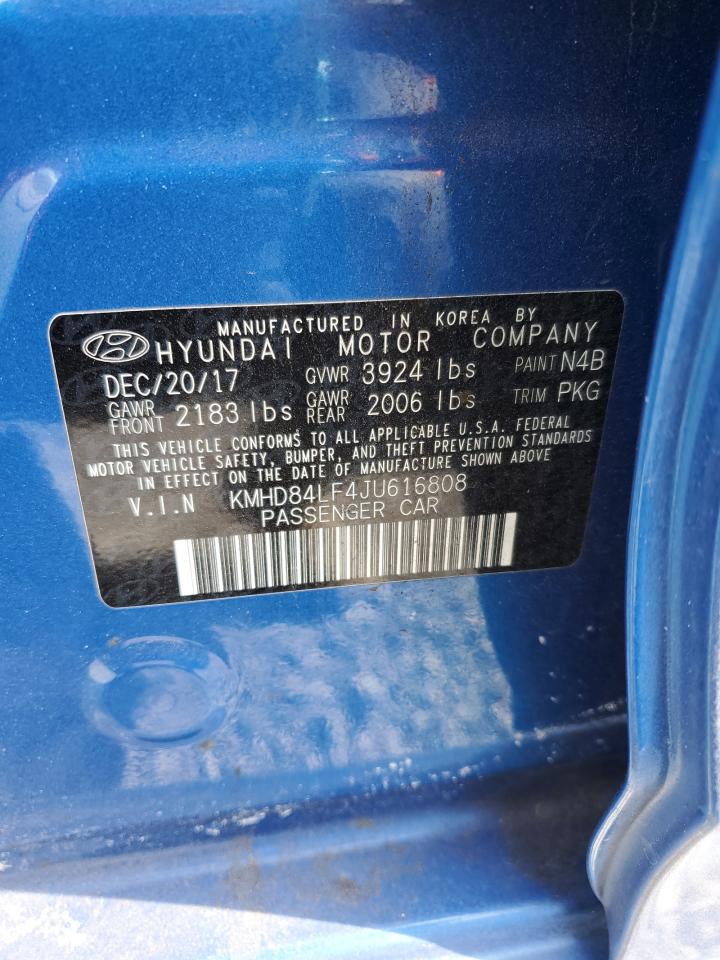 MANUFACTURED IN KOREA BY
HYUNDAI MOTOR COMPANY
DEC/20/17 GVWR 3924 lbs PAINT N4B
GAWR FRONT 2183 lbs GAWR REAR 2006 lbs TRIM PKG
THIS VEHICLE CONFORMS TO ALL APPLICABLE U.S.A. FEDERAL
MOTOR VEHICLE SAFETY, BUMPER, AND THEFT PREVENTION STANDARDS
IN EFFECT ON THE DATE OF MANUFACTURE SHOWN ABOVE
V.I.N KMHD84LF4JU616808
PASSENGER CAR